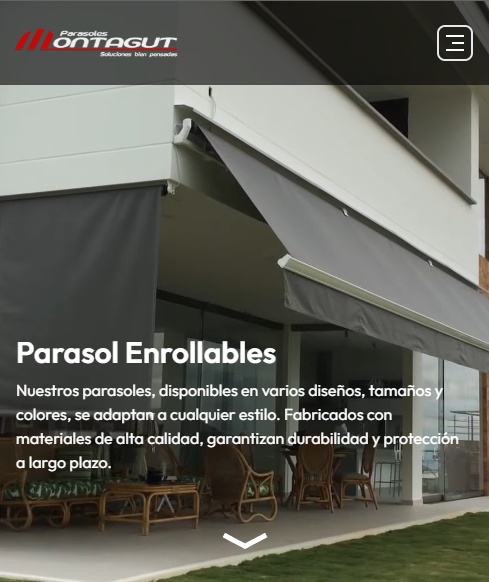 Parasoles
MONTAGUT
Soluciones bien pensadas
Parasol Enrollables
Nuestros parasoles, disponibles en varios diseños, tamaños y
colores, se adaptan a cualquier estilo. Fabricados con
materiales de alta calidad, garantizan durabilidad y protección
a largo plazo.